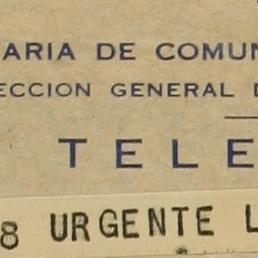 ARIA DE COMUN
ECCION GENERAL D
TELE
8 URGENTE L